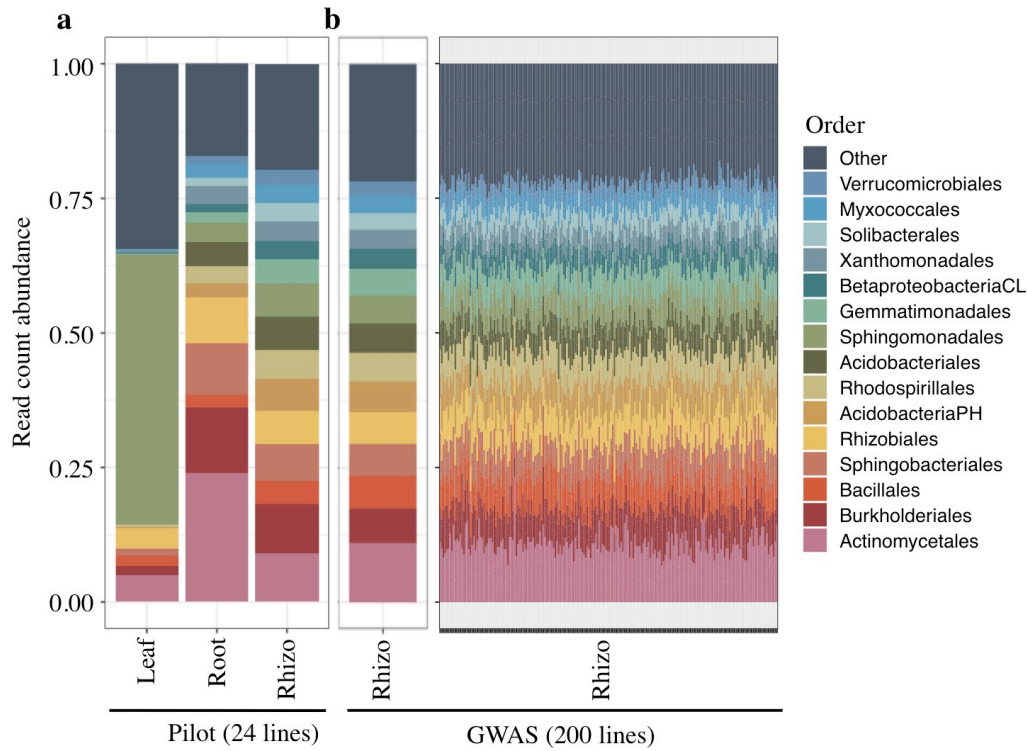 a
b
Read count abundance
1.00
0.75
0.50
0.25
0.00
Leaf
Root
Rhizo
Rhizo
Rhizo
Pilot (24 lines)
GWAS (200 lines)
Order
Other
Verrucomicrobiales
Myxococcales
Solibacterales
Xanthomonadales
BetaproteobacteriaCL
Gemmatimonadales
Sphingomonadales
Acidobacteriales
Rhodospirillales
AcidobacteriaPH
Rhizobiales
Sphingobacteriales
Bacillales
Burkholderiales
Actinomycetales